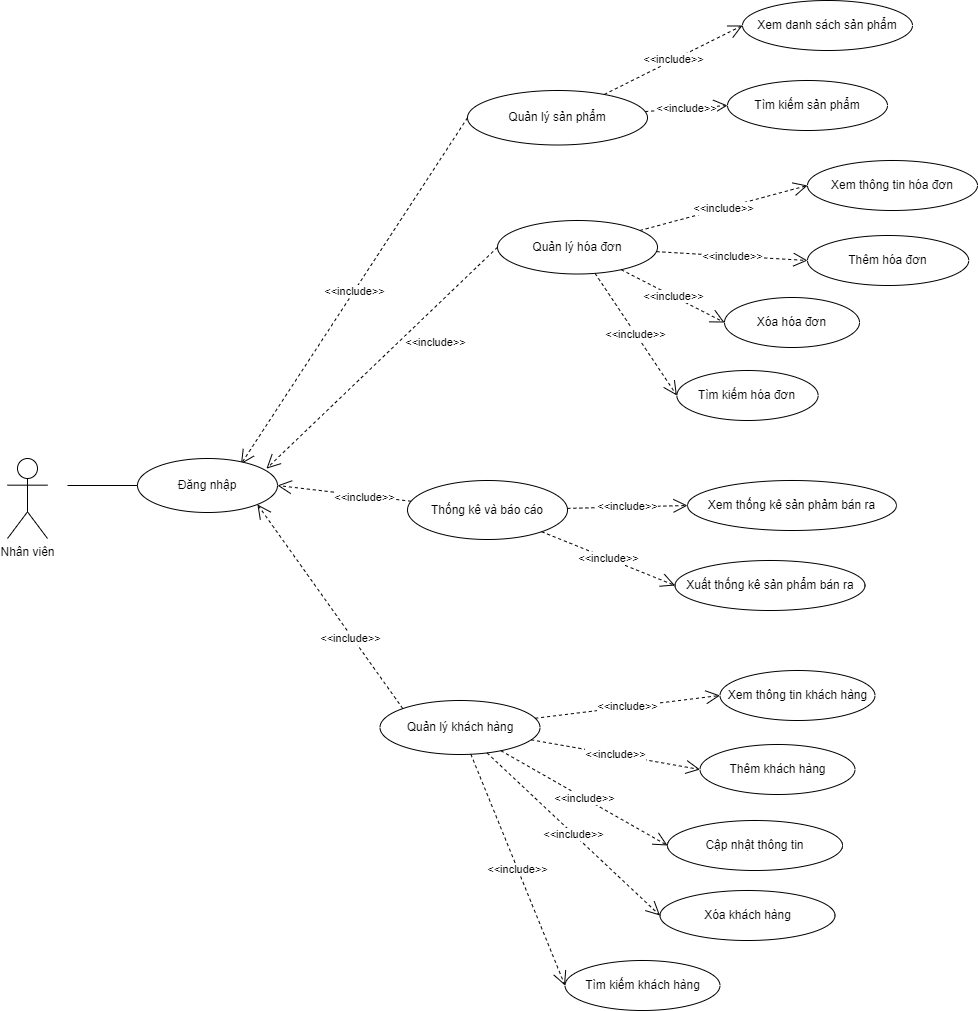 Xem danh sách sản phẩm
<<include>>
Tìm kiếm sản phẩm
<<include>>
Quản lý sản phẩm
Xem thông tin hóa đơn
<<include>>
Quản lý hóa đơn
<<include>>
Thêm hóa đơn
<<include>>
<<include>>
Xóa hóa đơn
<<include>>
<<include>>
Tìm kiếm hóa đơn
Đăng nhập
<<include>>
Thống kê và báo cáo
<<include>>
Xem thống kê sản phảm bán ra
Nhân viên
<<include>>
Xuất thống kê sản phẩm bán ra
<<include>>
Xem thông tin khách hàng
<<include>>
Quản lý khách hàng
<<include>>
Thêm khách hàng
<<include>>
<<include>>
Cập nhật thông tin
<<include>>
Xóa khách hàng
Tìm kiếm khách hàng